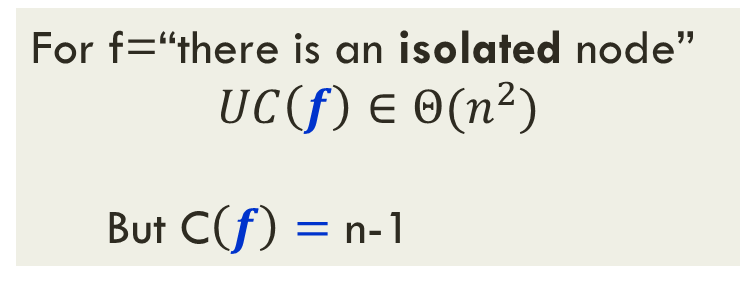 For f=“there is an isolated node”
UC(f) ∈ Θ(n²)
But C(f) = n-1